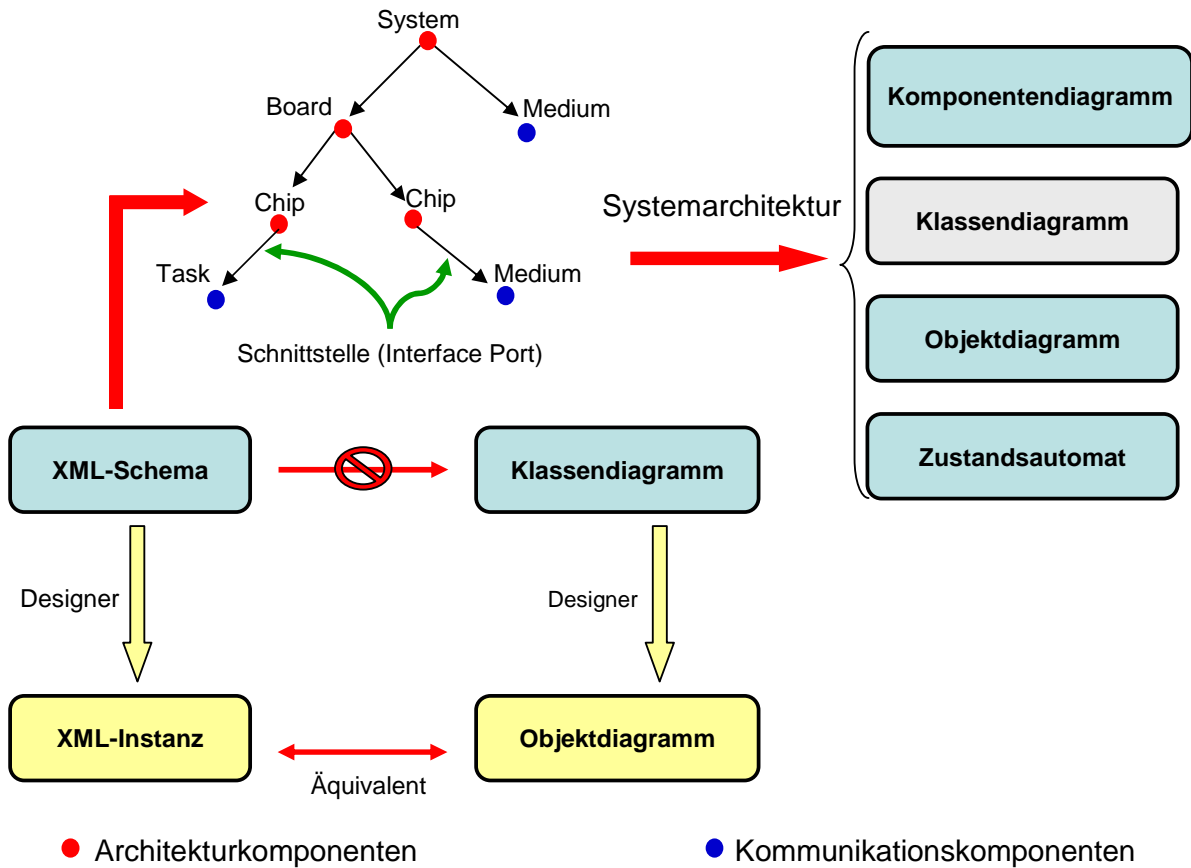 System
Board
Medium
Chip
Chip
Task
Medium
Schnittstelle (Interface Port)
Systemarchitektur
Komponentendiagramm
Klassendiagramm
Objektdiagramm
Zustandsautomat
XML-Schema
Klassendiagramm
Designer
Designer
XML-Instanz
Objektdiagramm
Äquivalent
Architekturkomponenten
Kommunikationskomponenten